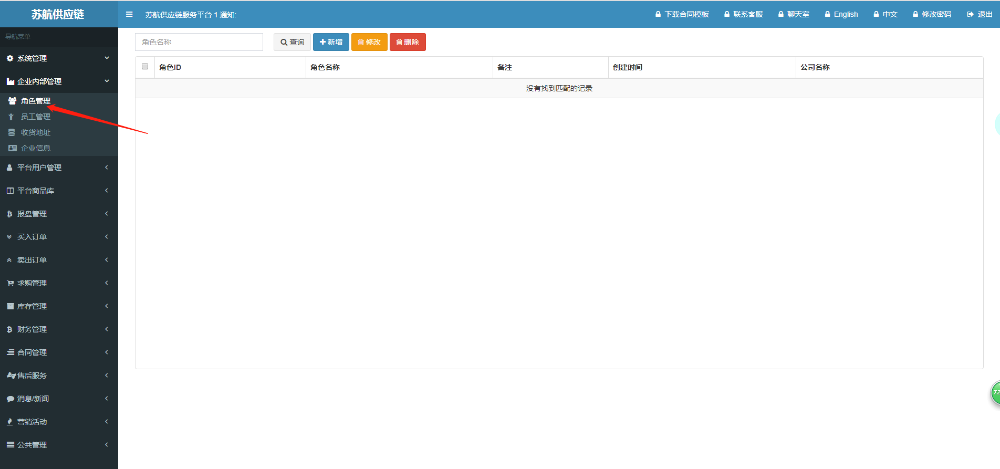 苏航供应链
苏航供应链服务平台 1 通知:
下载合同模板
联系客服
聊天室
English
中文
修改密码
退出
导航菜单
系统管理
企业内部管理
角色管理
员工管理
收货地址
企业信息
平台用户管理
平台商品库
报盘管理
买入订单
卖出订单
求购管理
库存管理
财务管理
合同管理
售后服务
消息/新闻
营销活动
公共管理
角色名称
查询
新增
修改
删除
角色ID
角色名称
备注
创建时间
公司名称
没有找到匹配的记录
72